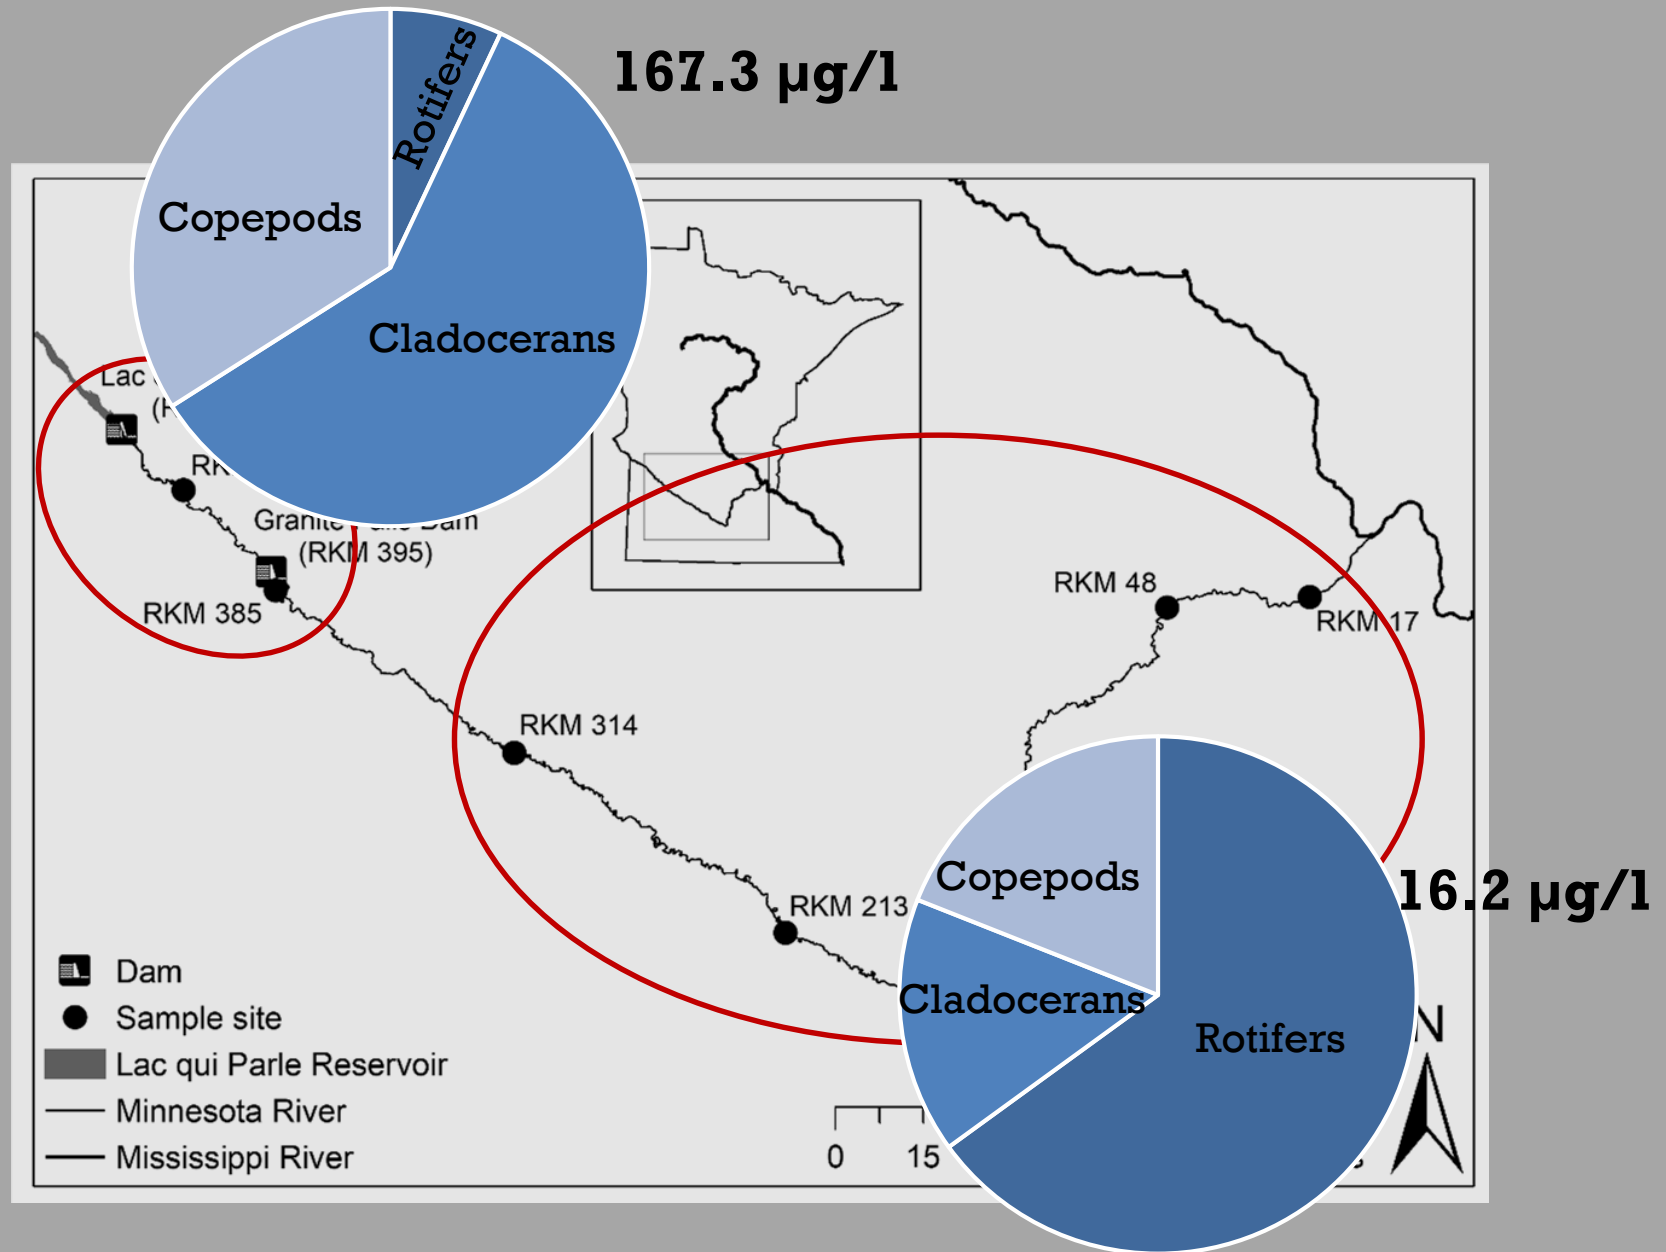 167.3 µg/l
Rotifers
Copepods
Cladocerans
Lac
RK
Granite Falls Dam
(RKM 395)
RKM 385
RKM 48
RKM 17
RKM 314
RKM 213
Copepods
16.2 µg/l
Cladocerans
Rotifers
Dam
Sample site
Lac qui Parle Reservoir
Minnesota River
Mississippi River
0 15
N